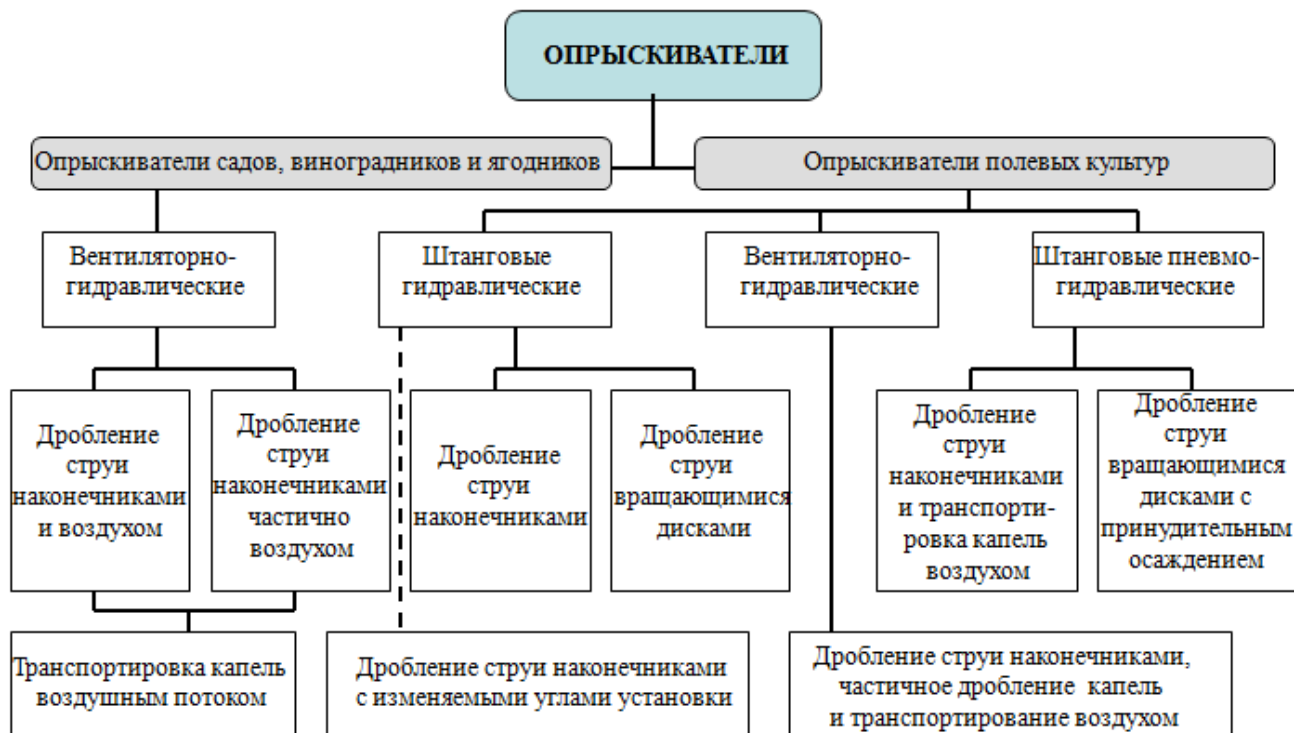 ОПРЫСКИВАТЕЛИ
Опрыскиватели садов, виноградников и ягодников
Опрыскиватели полевых культур
Вентиляторно-
гидравлические
Штанговые
гидравлические
Вентиляторно-
гидравлические
Штанговые пневмо-
гидравлические
Дробление
струи
наконечниками
и воздухом
Дробление
струи
наконечниками
частично
воздухом
Дробление
струи
наконечниками
Дробление
струи
вращающимися
дисками
Дробление
струи
наконечниками
и транспорти-
ровка капель
воздухом
Дробление
струи
вращающимися
дисками с
принудительным
осаждением
Транспортировка капель
воздушным потоком
Дробление струи наконечниками
с изменяемыми углами установки
Дробление струи наконечниками,
частичное дробление капель
и транспортирование воздухом